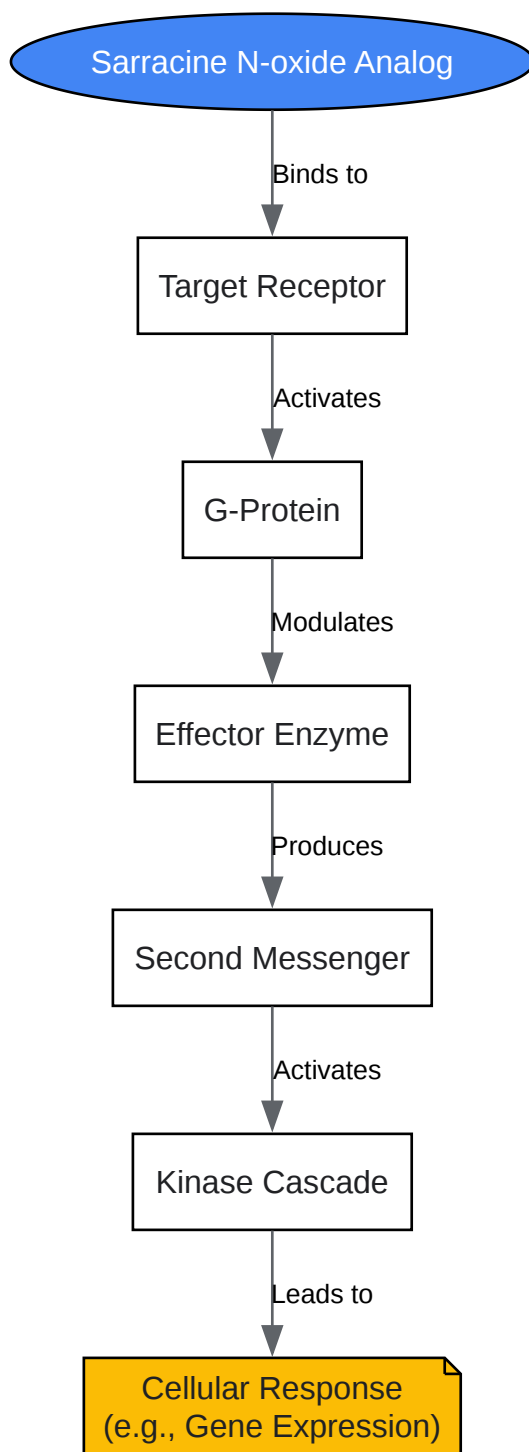 Sarracine N-oxide Analog
Binds to
Target Receptor
Activates
G-Protein
Modulates
Effector Enzyme
Produces
Second Messenger
Activates
Kinase Cascade
Leads to
Cellular Response
(e.g., Gene Expression)